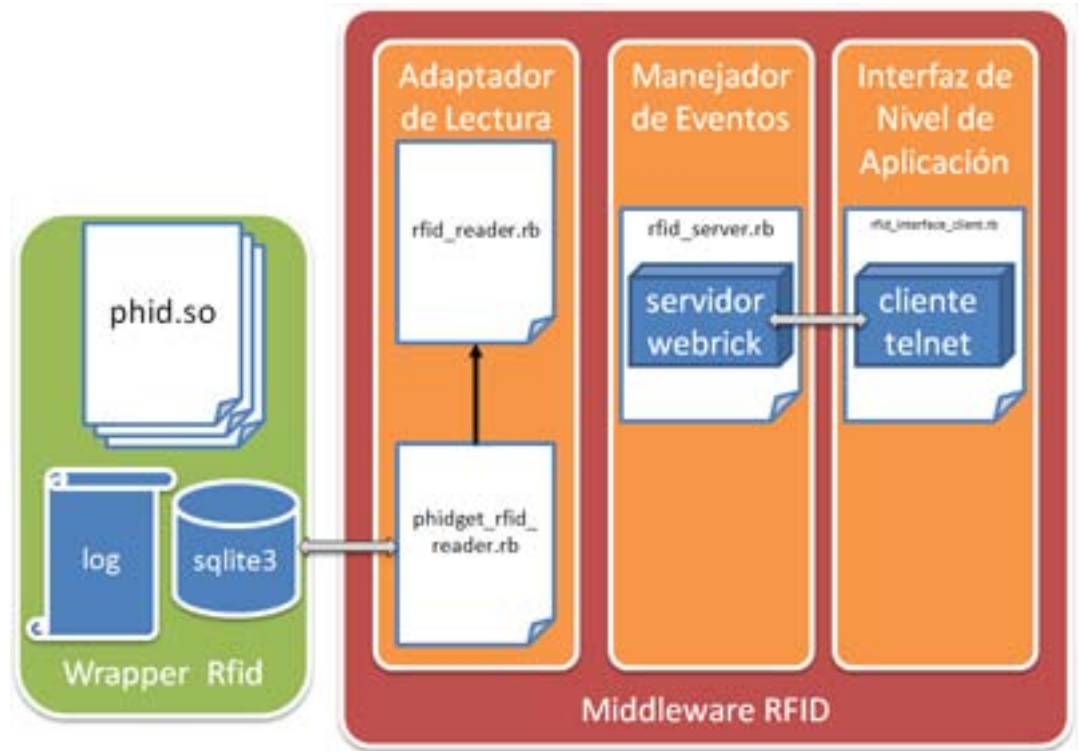 Adaptador
de Lectura
rfid_reader.rb
phidget_rfid_
reader.rb
Manejador
de Eventos
rfid_server.rb
servidor
webrick
Interfaz de
Nivel de
Aplicación
rfid_interface_client.rb
cliente
telnet
phid.so
log
sqlite3
Wrapper Rfid
Middleware RFID